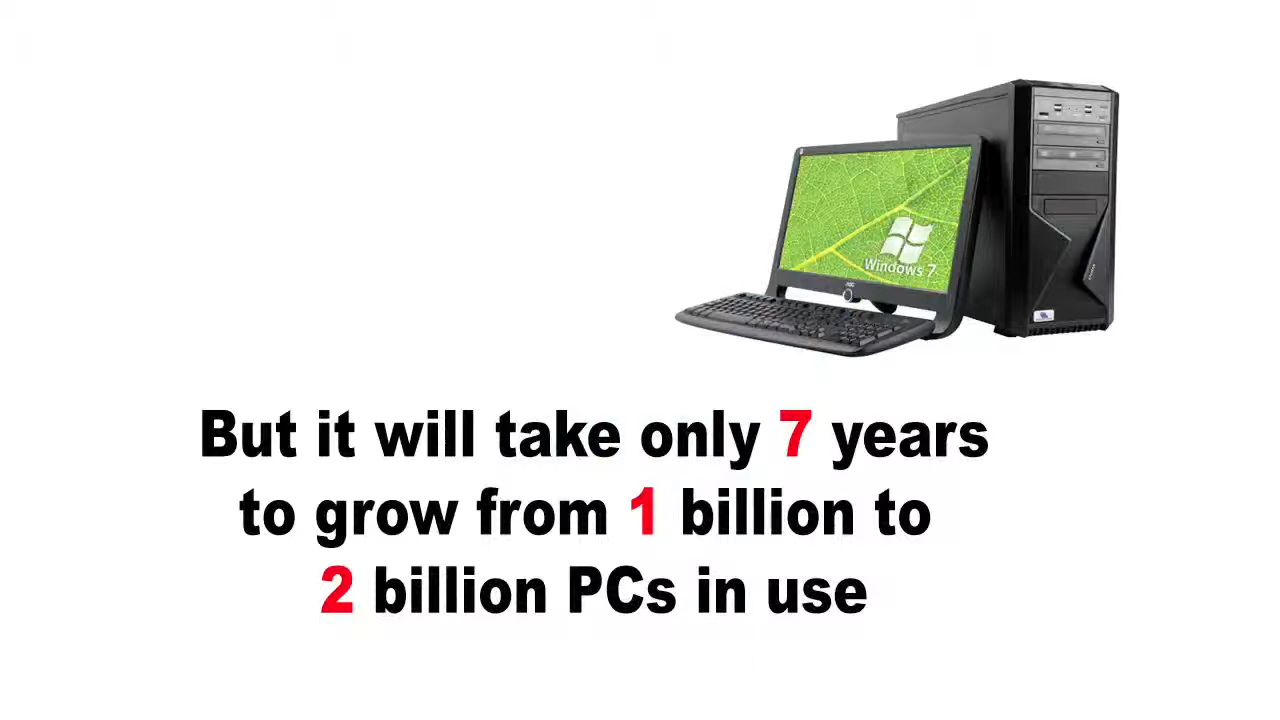 Windows 7
But it will take only 7 years
to grow from 1 billion to
2 billion PCs in use